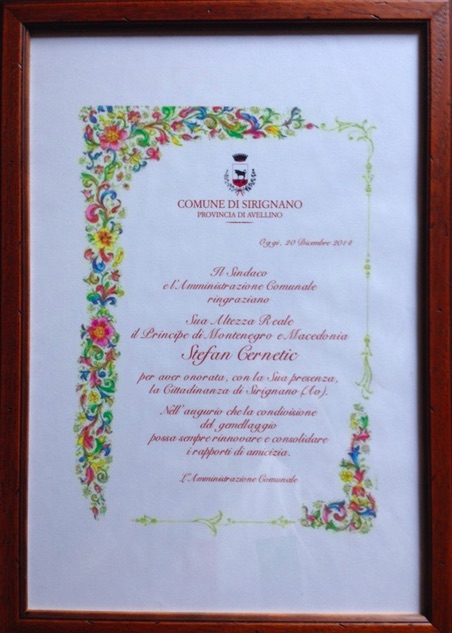 COMUNE DI SIRIGNANO
PROVINCIA DI AVELLINO
Oggi, 20 Dicembre 2014
Il Sindaco
e l'Amministrazione Comunale
ringraziano
Sua Altezza Reale
il Principe di Montenegro e Macedonia
Stefan Cernetic
per aver onorata, con la Sua presenza,
la Cittadinanza di Sirignano (Av).
Nell'augurio che la condivisione
del gemellaggio
possa sempre rinnovare e consolidare
i rapporti di amicizia.
L'Amministrazione Comunale